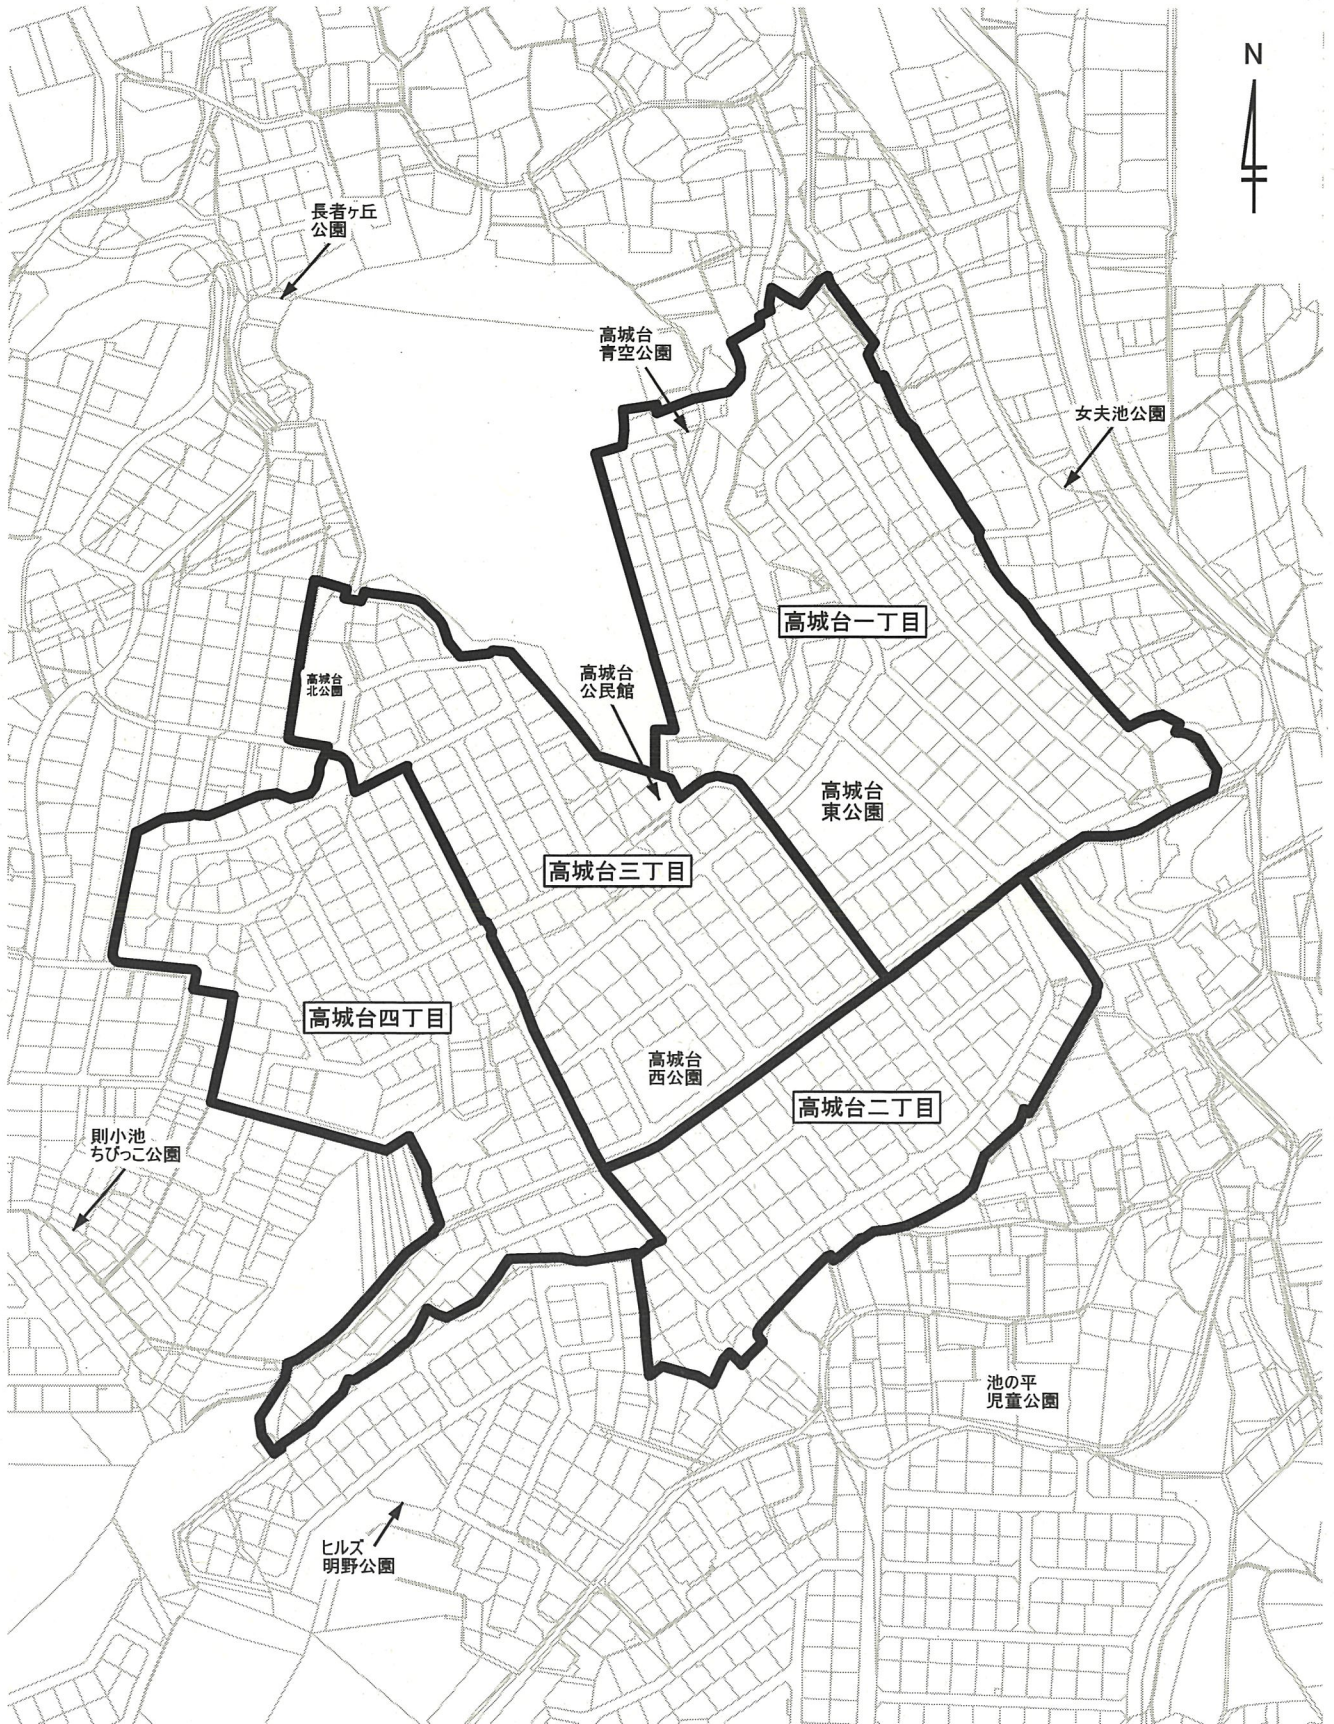 N
長者ヶ丘
公園
高城台
青空公園
女夫池公園
高城台一丁目
高城台
公民館
高城台
北公園
高城台
東公園
高城台三丁目
高城台四丁目
高城台
西公園
高城台二丁目
則小池
ちびっこ公園
池の平
児童公園
ヒルズ
明野公園